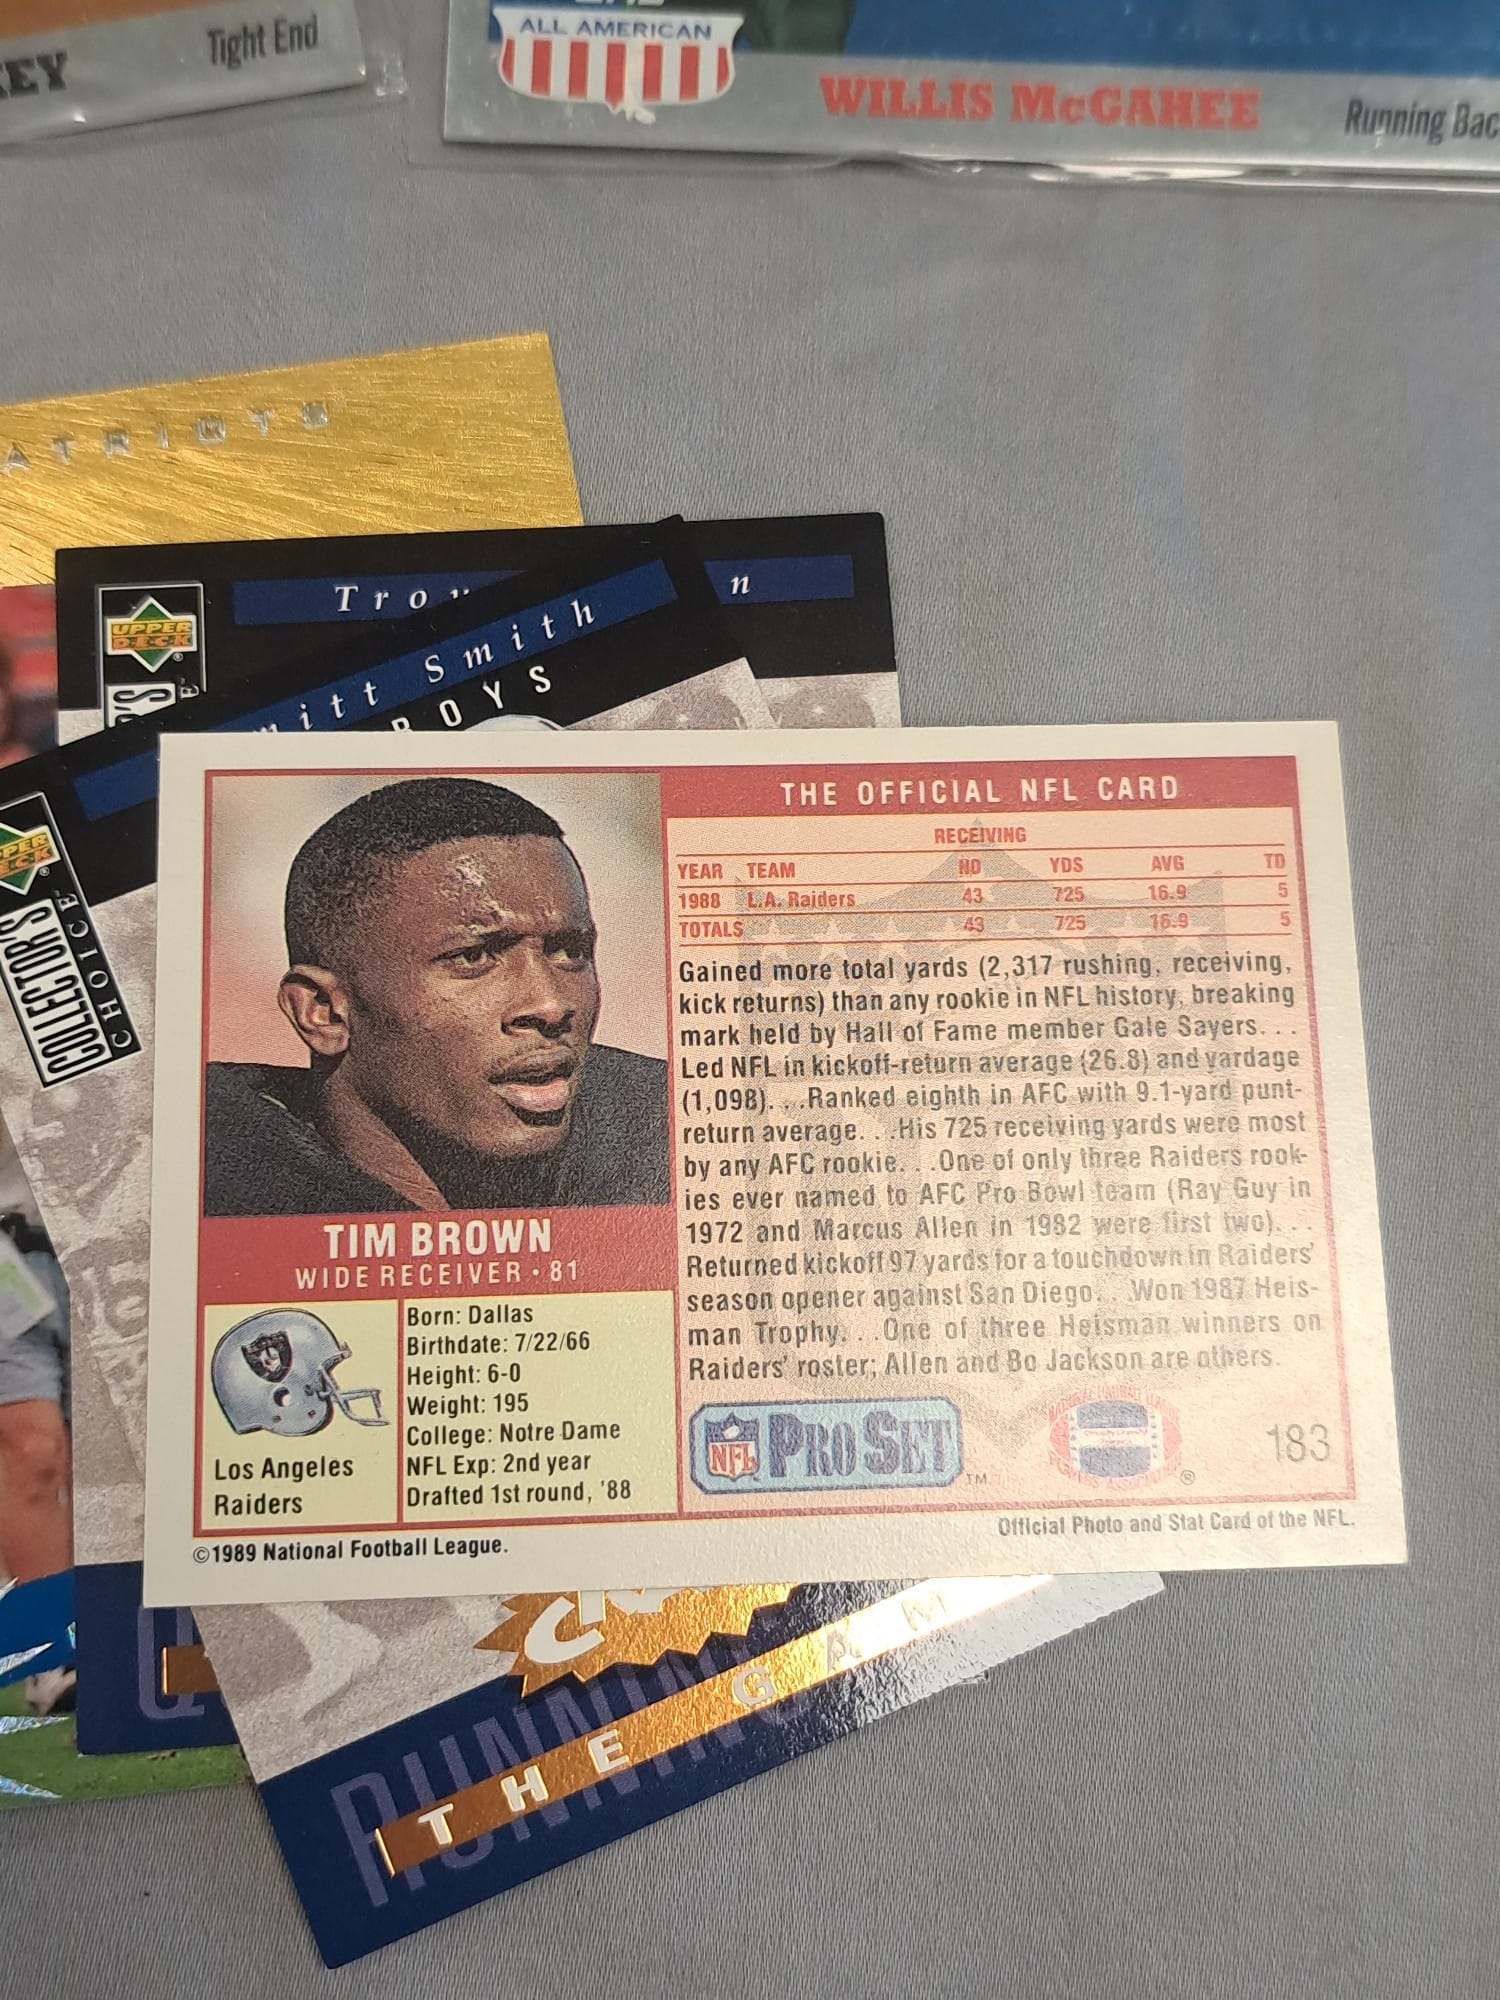 Tight End
ALL AMERICAN
WILLIS McGAHEE
Running Bac
ATRIOTS
UPPER
DECK
Tro
n
mitt Smith
BOYS
COLLECTOR'S
CHOICE
THE OFFICIAL NFL CARD
RECEIVING
YEAR TEAM NO YDS AVG TD
1988 L.A. Raiders 43 725 16.9 5
TOTALS 43 725 16.9 5
Gained more total yards (2,317 rushing, receiving,
kick returns) than any rookie in NFL history, breaking
mark held by Hall of Fame member Gale Sayers. . .
Led NFL in kickoff-return average (26.8) and yardage
(1,098). . .Ranked eighth in AFC with 9.1-yard punt-
return average. . .His 725 receiving yards were most
by any AFC rookie. . .One of only three Raiders rook-
ies ever named to AFC Pro Bowl team (Ray Guy in
1972 and Marcus Allen in 1982 were first two). . .
Returned kickoff 97 yards for a touchdown in Raiders'
season opener against San Diego. . .Won 1987 Heis-
man Trophy. . .One of three Heisman winners on
Raiders' roster; Allen and Bo Jackson are others.
TIM BROWN
WIDE RECEIVER • 81
Los Angeles
Raiders
Born: Dallas
Birthdate: 7/22/66
Height: 6-0
Weight: 195
College: Notre Dame
NFL Exp: 2nd year
Drafted 1st round, '88
NFL PRO SET ™
® 183
©1989 National Football League.
Official Photo and Stat Card of the NFL.
RUNNING
THE GAM